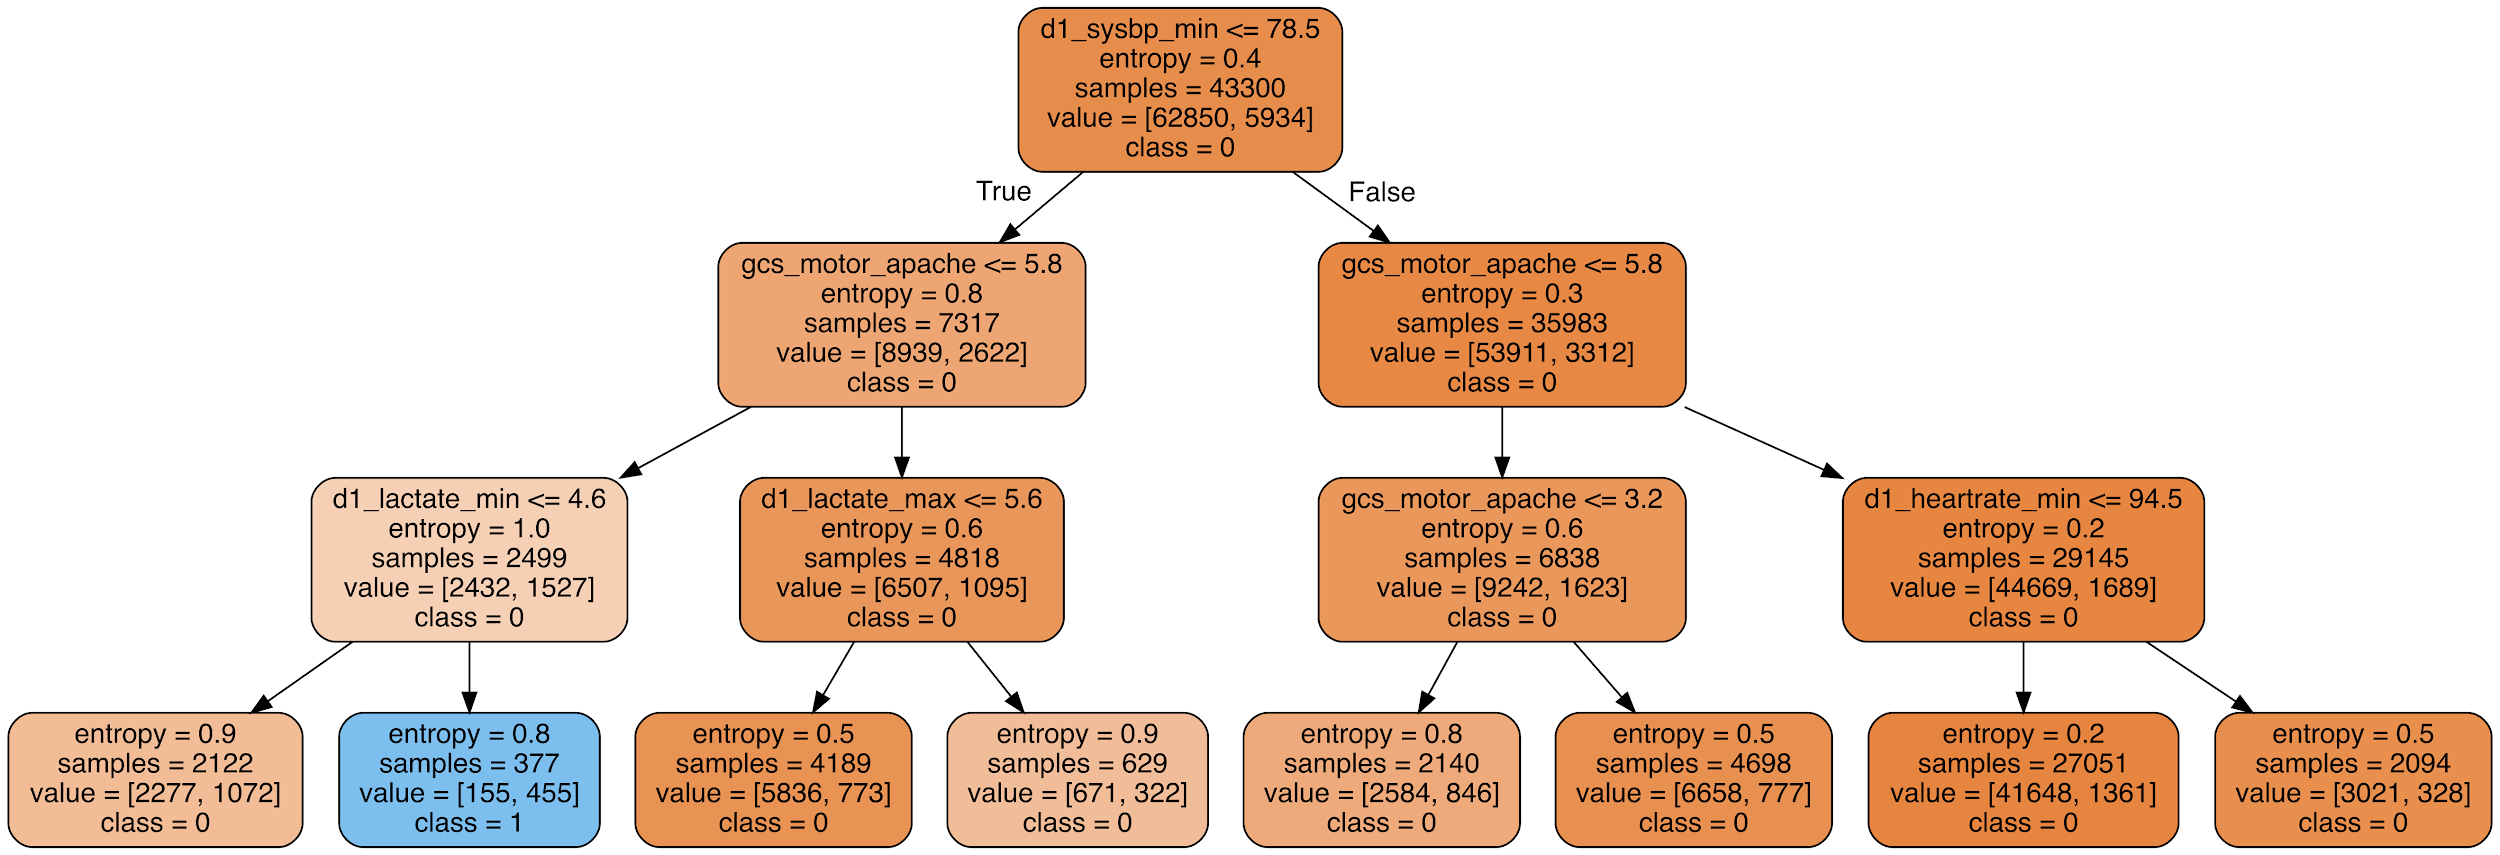 d1_sysbp_min <= 78.5
entropy = 0.4
samples = 43300
value = [62850, 5934]
class = 0
True
False
gcs_motor_apache <= 5.8
entropy = 0.8
samples = 7317
value = [8939, 2622]
class = 0
gcs_motor_apache <= 5.8
entropy = 0.3
samples = 35983
value = [53911, 3312]
class = 0
d1_lactate_min <= 4.6
entropy = 1.0
samples = 2499
value = [2432, 1527]
class = 0
d1_lactate_max <= 5.6
entropy = 0.6
samples = 4818
value = [6507, 1095]
class = 0
gcs_motor_apache <= 3.2
entropy = 0.6
samples = 6838
value = [9242, 1623]
class = 0
d1_heartrate_min <= 94.5
entropy = 0.2
samples = 29145
value = [44669, 1689]
class = 0
entropy = 0.9
samples = 2122
value = [2277, 1072]
class = 0
entropy = 0.8
samples = 377
value = [155, 455]
class = 1
entropy = 0.5
samples = 4189
value = [5836, 773]
class = 0
entropy = 0.9
samples = 629
value = [671, 322]
class = 0
entropy = 0.8
samples = 2140
value = [2584, 846]
class = 0
entropy = 0.5
samples = 4698
value = [6658, 777]
class = 0
entropy = 0.2
samples = 27051
value = [41648, 1361]
class = 0
entropy = 0.5
samples = 2094
value = [3021, 328]
class = 0